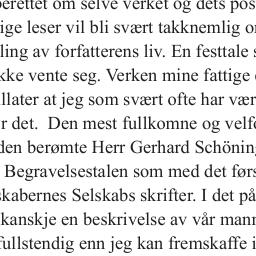 erettet om selve verket og dets pos
ige leser vil bli svært takknemlig o
ling av forfatterens liv. En festtale s
kke vente seg. Verken mine fattige
llater at jeg som svært ofte har vær
r det. Den mest fullkomne og velf
den berømte Herr Gerhard Schöning
Begravelsestalen som med det førs
skabernes Selskabs skrifter. I det på
kanskje en beskrivelse av vår mann
fullstendig enn jeg kan fremskaffe i